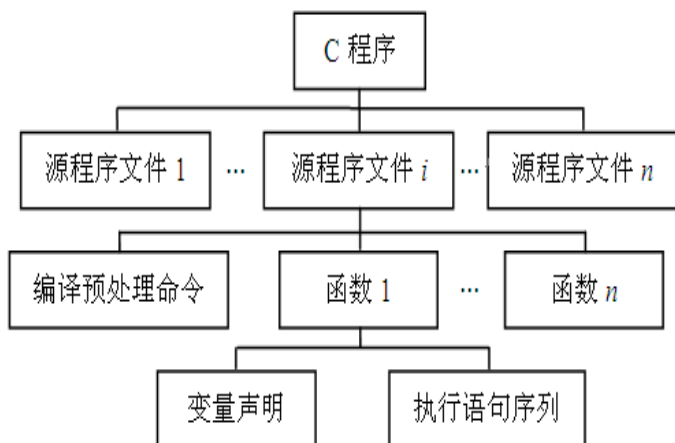 C 程序
源程序文件 1 … 源程序文件 i … 源程序文件 n
编译预处理命令 函数 1 … 函数 n
变量声明 执行语句序列